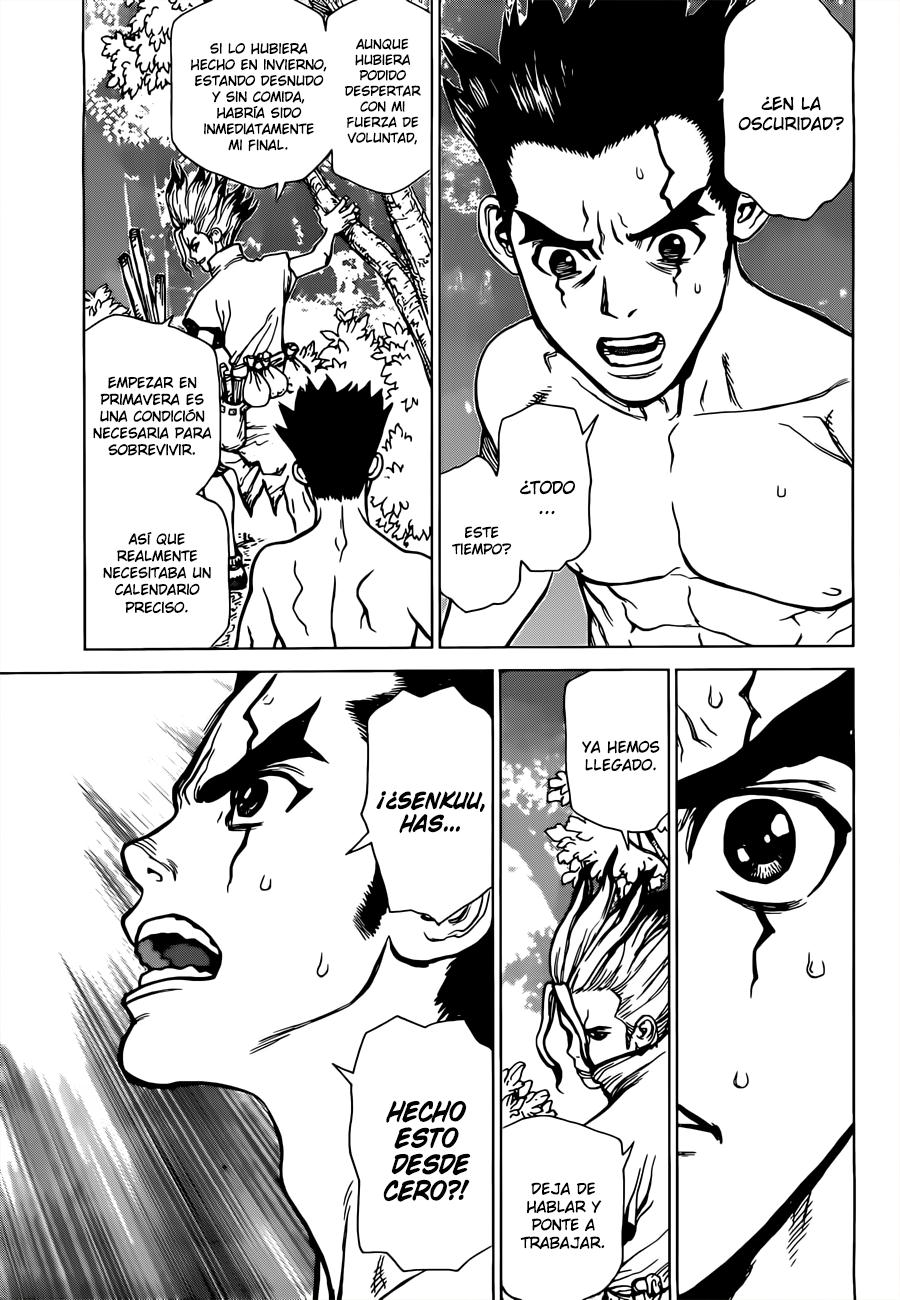 ¿EN LA
OSCURIDAD?
¿TODO
...
ESTE
TIEMPO?
AUNQUE
HUBIERA
PODIDO
DESPERTAR
CON MI
FUERZA DE
VOLUNTAD,
SI LO HUBIERA
HECHO EN INVIERNO,
ESTANDO DESNUDO
Y SIN COMIDA,
HABRÍA SIDO
INMEDIATAMENTE
MI FINAL.
EMPEZAR EN
PRIMAVERA ES
UNA CONDICIÓN
NECESARIA PARA
SOBREVIVIR.
ASÍ QUE
REALMENTE
NECESITABA UN
CALENDARIO
PRECISO.
YA HEMOS
LLEGADO.
DEJA DE
HABLAR Y
PONTE A
TRABAJAR.
¡¿SENKUU,
HAS...
HECHO
ESTO
DESDE
CERO?!